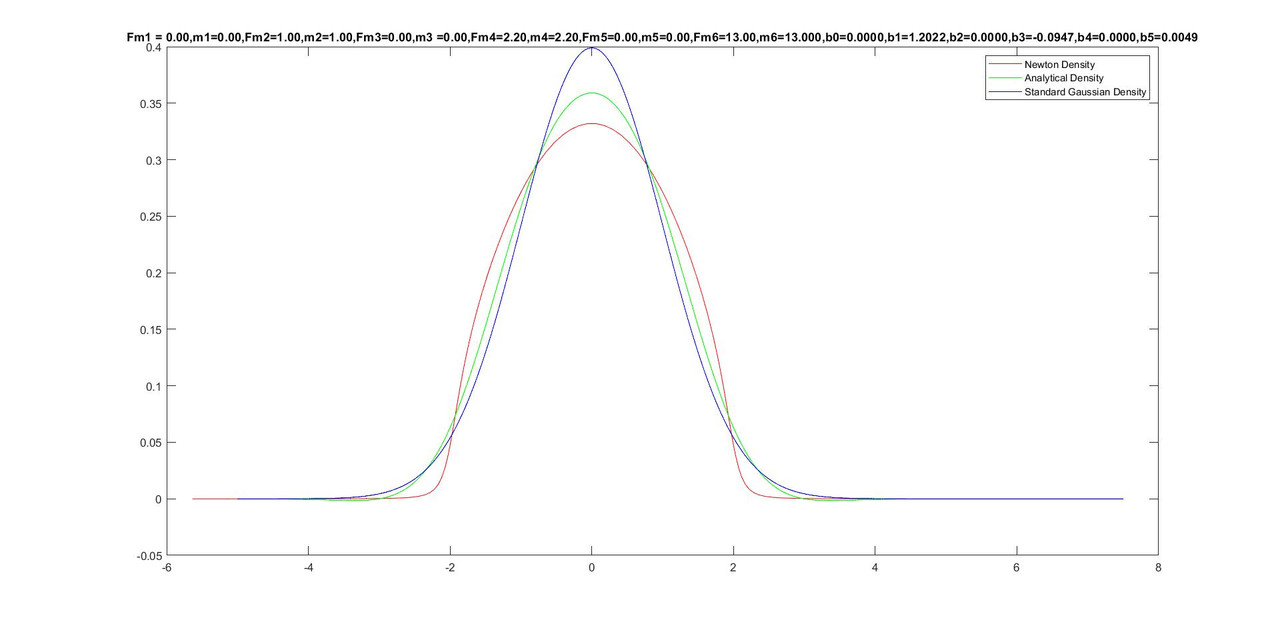 Fm1 = 0.00,m1=0.00,Fm2=1.00,m2=1.00,Fm3=0.00,m3 =0.00,Fm4=2.20,m4=2.20,Fm5=0.00,m5=0.00,Fm6=13.00,m6=13.000,b0=0.0000,b1=1.2022,b2=0.0000,b3=-0.0947,b4=0.0000,b5=0.0049
Newton Density
Analytical Density
Standard Gaussian Density
0.4
0.35
0.3
0.25
0.2
0.15
0.1
0.05
0
-0.05
-6 -4 -2 0 2 4 6 8